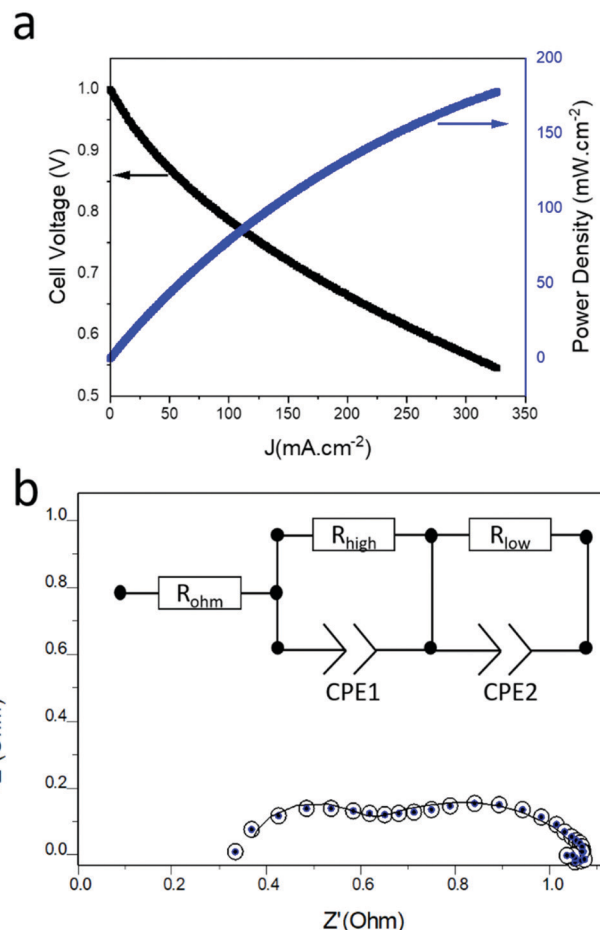 a
Cell Voltage (V)
1.0
0.9
0.8
0.7
0.6
0.5
200
150
100
50
0
Power Density (mW.cm⁻²)
0 50 100 150 200 250 300 350
J(mA.cm⁻²)
b
1.0
0.8
0.6
0.4
0.2
0.0
R_high R_low
R_ohm
CPE1 CPE2
0.0 0.2 0.4 0.6 0.8 1.0
Z'(Ohm)